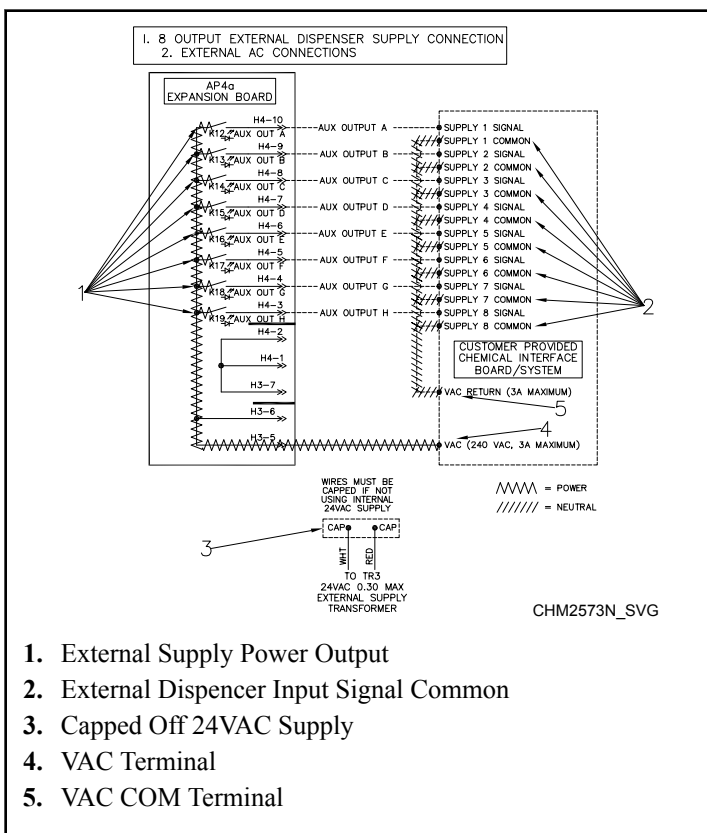 1. 8 OUTPUT EXTERNAL DISPENSER SUPPLY CONNECTION
2. EXTERNAL AC CONNECTIONS
AP4a
EXPANSION BOARD
H4-10
K12 AUX OUT A
AUX OUTPUT A
SUPPLY 1 SIGNAL
SUPPLY 1 COMMON
H4-9
K13 AUX OUT B
AUX OUTPUT B
SUPPLY 2 SIGNAL
SUPPLY 2 COMMON
H4-8
K14 AUX OUT C
AUX OUTPUT C
SUPPLY 3 SIGNAL
SUPPLY 3 COMMON
H4-7
K15 AUX OUT D
AUX OUTPUT D
SUPPLY 4 SIGNAL
SUPPLY 4 COMMON
H4-6
K16 AUX OUT E
AUX OUTPUT E
SUPPLY 5 SIGNAL
SUPPLY 5 COMMON
H4-5
K17 AUX OUT F
AUX OUTPUT F
SUPPLY 6 SIGNAL
SUPPLY 6 COMMON
H4-4
K18 AUX OUT G
AUX OUTPUT G
SUPPLY 7 SIGNAL
SUPPLY 7 COMMON
H4-3
K19 AUX OUT H
AUX OUTPUT H
SUPPLY 8 SIGNAL
SUPPLY 8 COMMON
1
2
H4-2
H4-1
H3-7
H3-6
H3-5
CUSTOMER PROVIDED
CHEMICAL INTERFACE
BOARD/SYSTEM
VAC RETURN (3A MAXIMUM)
5
4
VAC (240 VAC, 3A MAXIMUM)
WIRES MUST BE
CAPPED IF NOT
USING INTERNAL
24VAC SUPPLY
CAP CAP
3
WHT
RED
TO TR3
24VAC 0.30 MAX
EXTERNAL SUPPLY
TRANSFORMER
= POWER
= NEUTRAL
CHM2573N_SVG
1. External Supply Power Output
2. External Dispencer Input Signal Common
3. Capped Off 24VAC Supply
4. VAC Terminal
5. VAC COM Terminal